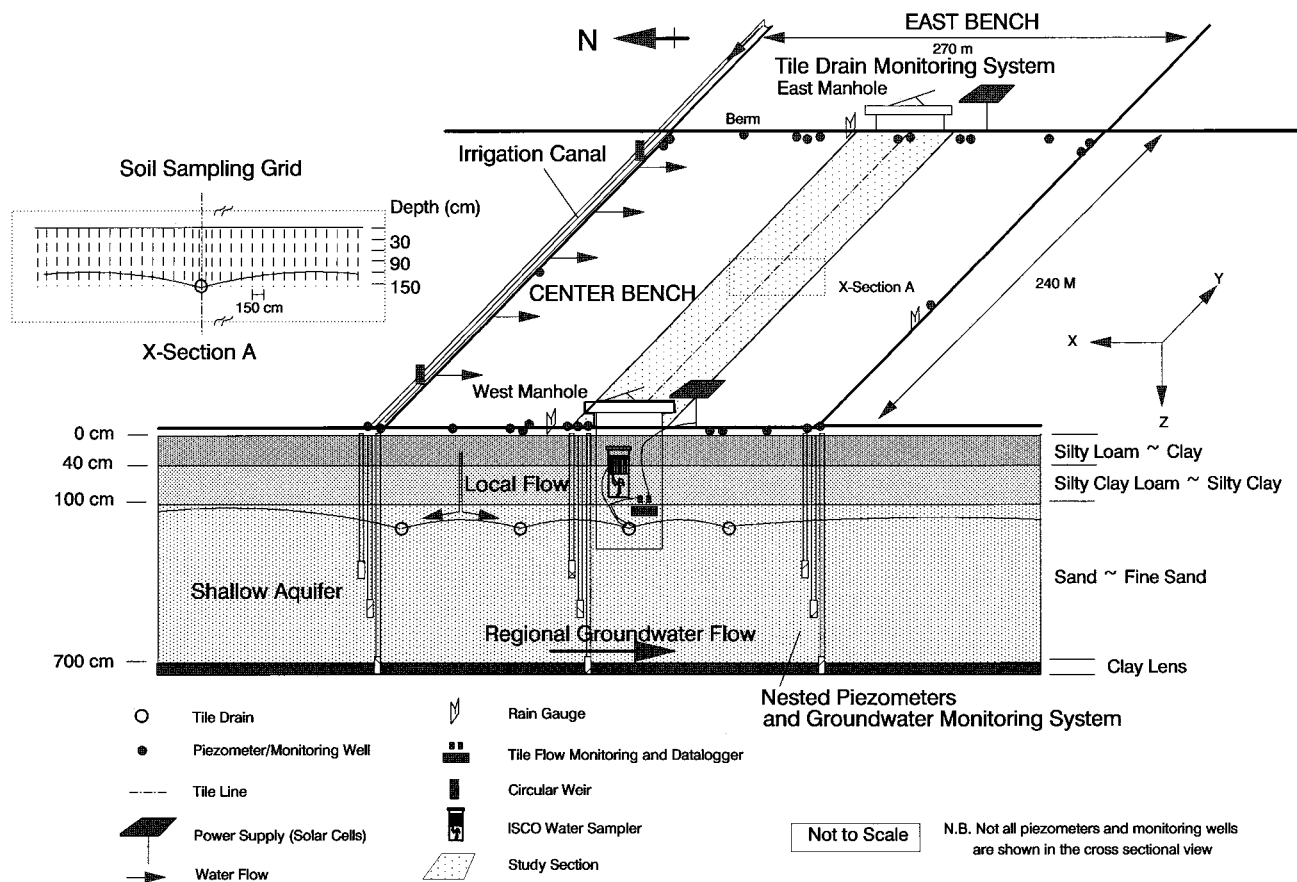 N
EAST BENCH
270 m
Tile Drain Monitoring System
East Manhole
Berm
Irrigation Canal
Soil Sampling Grid
Depth (cm)
30
90
150
150 cm
X-Section A
CENTER BENCH
X-Section A
240 M
Y
X
Z
West Manhole
0 cm
40 cm
100 cm
700 cm
Local Flow
Shallow Aquifer
Regional Groundwater Flow
Silty Loam ~ Clay
Silty Clay Loam ~ Silty Clay
Sand ~ Fine Sand
Clay Lens
Nested Piezometers
and Groundwater Monitoring System
Tile Drain
Piezometer/Monitoring Well
Tile Line
Power Supply (Solar Cells)
Water Flow
Rain Gauge
Tile Flow Monitoring and Datalogger
Circular Weir
ISCO Water Sampler
Study Section
Not to Scale
N.B. Not all piezometers and monitoring wells
are shown in the cross sectional view